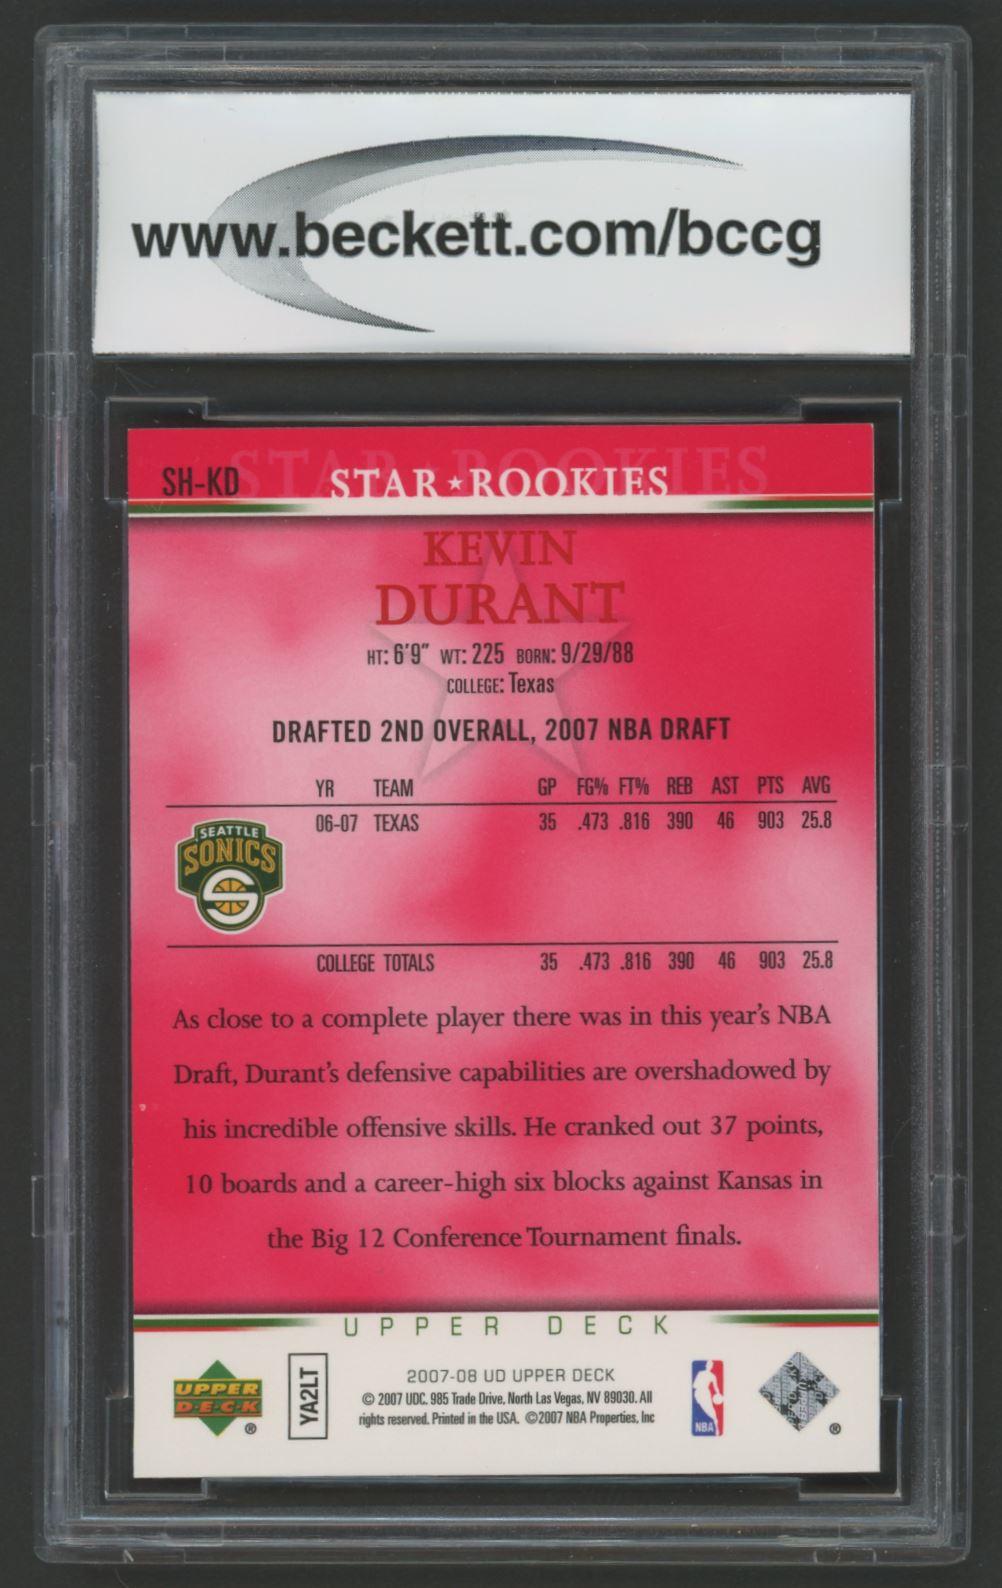 www.beckett.com/bccg
SH-KD STAR★ROOKIES
KEVIN
DURANT
HT: 6'9" WT: 225 BORN: 9/29/88
COLLEGE: Texas
DRAFTED 2ND OVERALL, 2007 NBA DRAFT
YR TEAM GP FG% FT% REB AST PTS AVG
06-07 TEXAS 35 .473 .816 390 46 903 25.8
SEATTLE
SONICS
COLLEGE TOTALS 35 .473 .816 390 46 903 25.8
As close to a complete player there was in this year's NBA
Draft, Durant's defensive capabilities are overshadowed by
his incredible offensive skills. He cranked out 37 points,
10 boards and a career-high six blocks against Kansas in
the Big 12 Conference Tournament finals.
UPPER DECK
UPPER
DECK
®
YA2LT
2007-08 UD UPPER DECK
© 2007 UDC. 985 Trade Drive, North Las Vegas, NV 89030. All
rights reserved. Printed in the USA. ©2007 NBA Properties, Inc
NBA
®